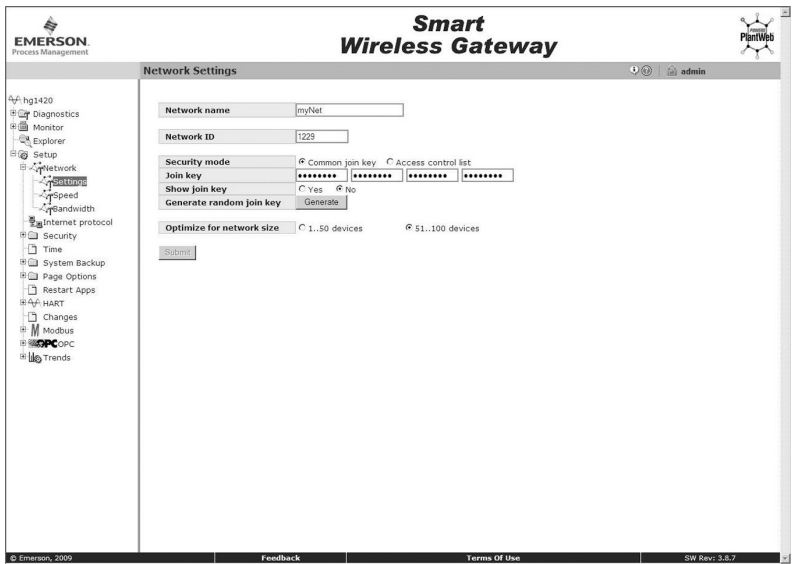 EMERSON.
Process Management
Smart
Wireless Gateway
POWERED
PlantWeb
Network Settings
admin
hg1420
Diagnostics
Monitor
Explorer
Setup
Network
Settings
Speed
Bandwidth
Internet protocol
Security
Time
System Backup
Page Options
Restart Apps
HART
Changes
Modbus
OPC OPC
Trends
Network name myNet
Network ID 1229
Security mode Common join key Access control list
Join key •••••••• •••••••• •••••••• ••••••••
Show join key Yes No
Generate random join key Generate
Optimize for network size 1..50 devices 51..100 devices
Submit
© Emerson, 2009 Feedback Terms Of Use SW Rev: 3.8.7